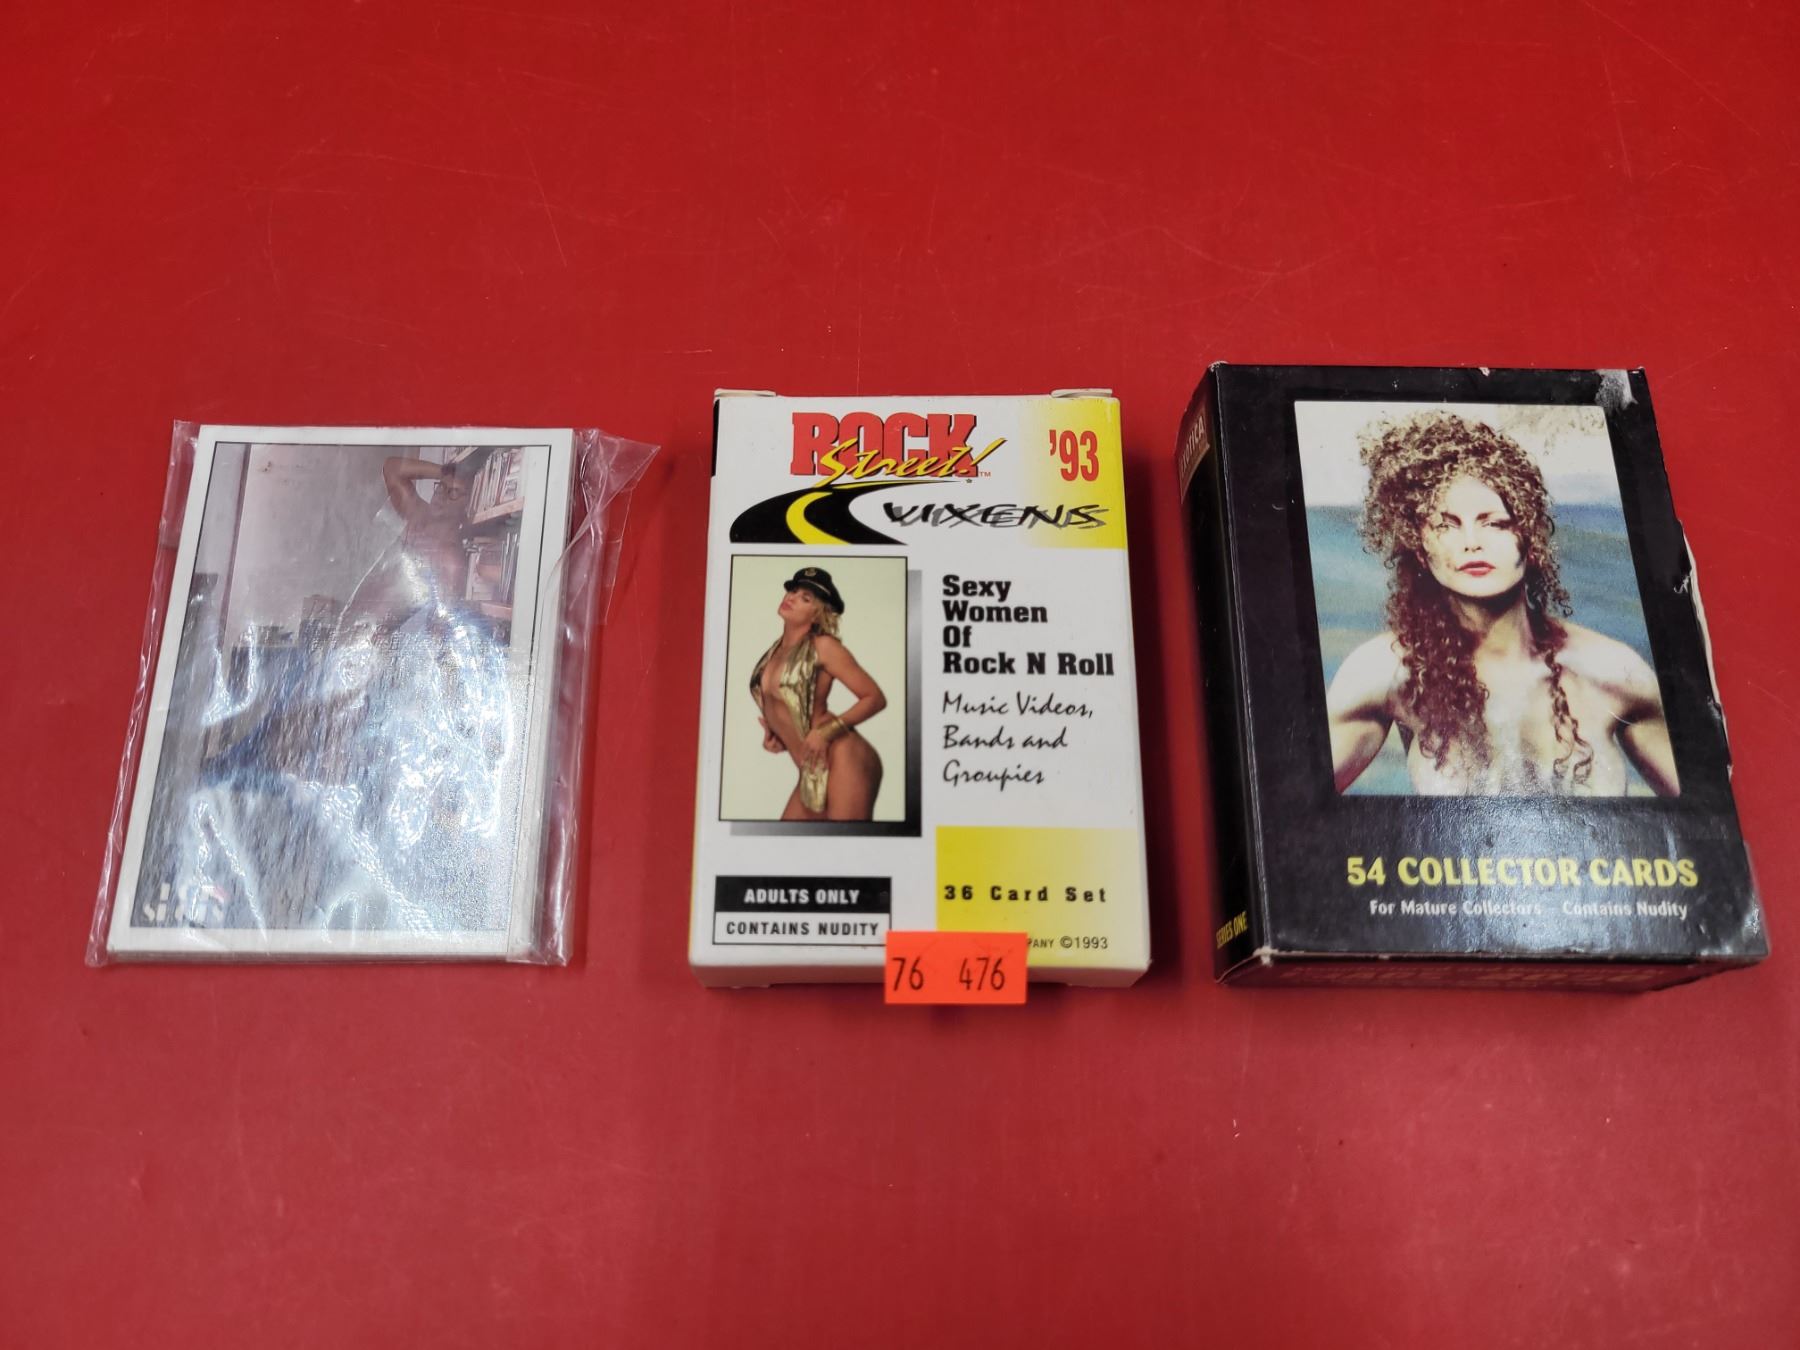 ROCK
Street!™
'93
VIXENS
Sexy
Women
Of
Rock N Roll
Music Videos,
Bands and
Groupies
ADULTS ONLY
CONTAINS NUDITY
36 Card Set
©1993
76 476
SERIES ONE
54 COLLECTOR CARDS
For Mature Collectors - Contains Nudity